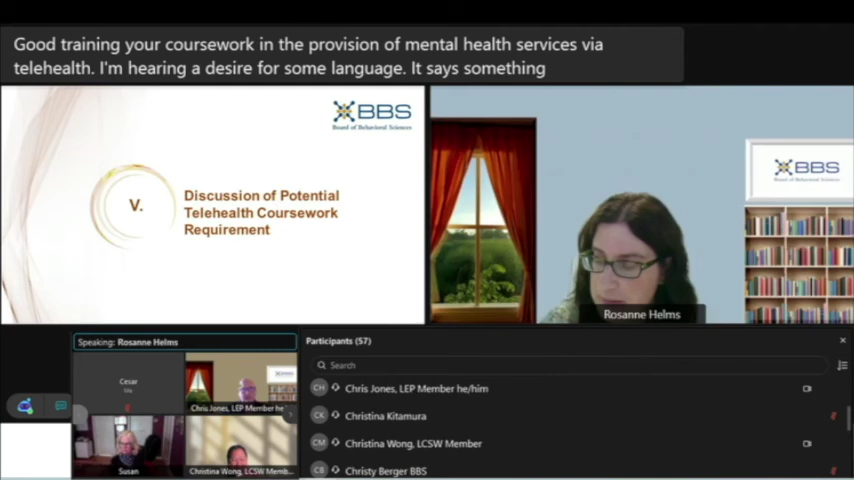 Good training your coursework in the provision of mental health services via
telehealth. I'm hearing a desire for some language. It says something
BBS
Board of Behavioral Sciences
V.
Discussion of Potential
Telehealth Coursework
Requirement
BBS
Board of Behavioral Sciences
Rosanne Helms
Speaking: Rosanne Helms
Participants (57)
Search
Cesar
Me
Chris Jones, LEP Member he/
Susan
Christina Wong, LCSW Memb...
CH Chris Jones, LEP Member he/him
CK Christina Kitamura
CM Christina Wong, LCSW Member
CB Christy Berger BBS